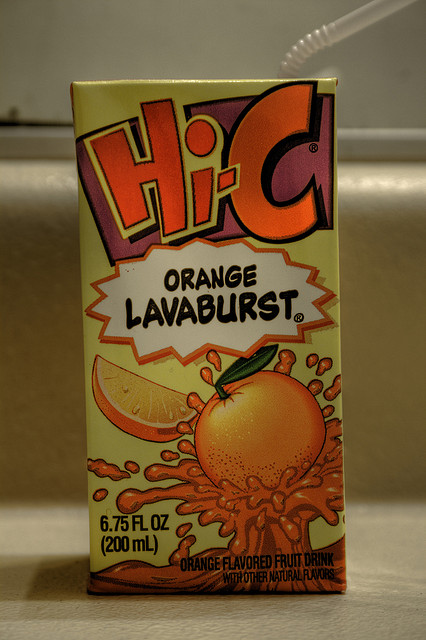 Hi-C®
ORANGE
LAVABURST®
6.75 FL OZ
(200 mL)
ORANGE FLAVORED FRUIT DRINK
WITH OTHER NATURAL FLAVORS